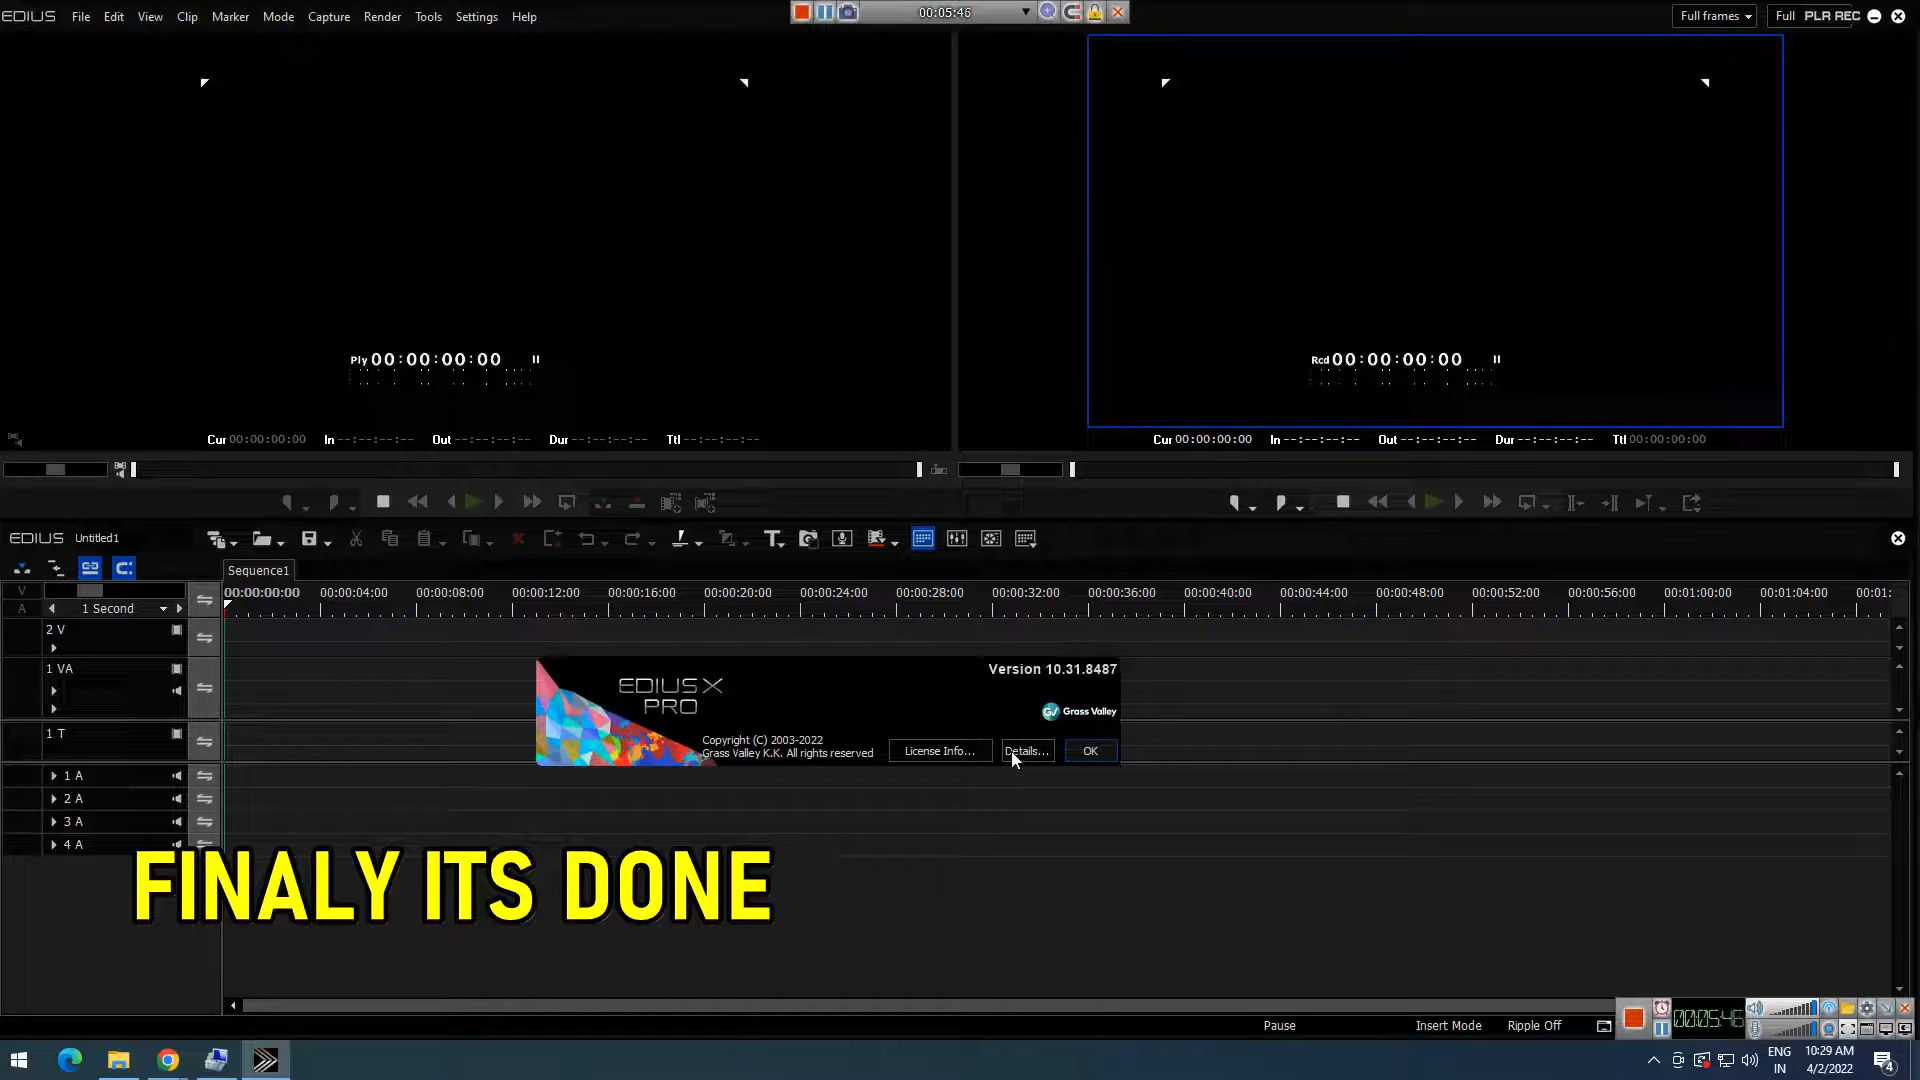 EDIUS File Edit View Clip Marker Mode Capture Render Tools Settings Help
00:05:46
Full frames Full PLR REC
Ply 00:00:00:00
Rcd 00:00:00:00
Cur 00:00:00:00 In --:--:--:-- Out --:--:--:-- Dur --:--:--:-- Ttl --:--:--:--
Cur 00:00:00:00 In --:--:--:-- Out --:--:--:-- Dur --:--:--:-- Ttl 00:00:00:00
EDIUS Untitled1
Sequence1
V
A
1 Second
00:00:00:00 00:00:04:00 00:00:08:00 00:00:12:00 00:00:16:00 00:00:20:00 00:00:24:00 00:00:28:00 00:00:32:00 00:00:36:00 00:00:40:00 00:00:44:00 00:00:48:00 00:00:52:00 00:00:56:00 00:01:00:00 00:01:04:00 00:01:
2 V
1 VA
1 T
1 A
2 A
3 A
4 A
Version 10.31.8487
EDIUS X
PRO
Grass Valley
Copyright (C) 2003-2022
Grass Valley K.K. All rights reserved
License Info... Details... OK
FINALY ITS DONE
00:05:46
Pause Insert Mode Ripple Off
ENG
IN
10:29 AM
4/2/2022
4